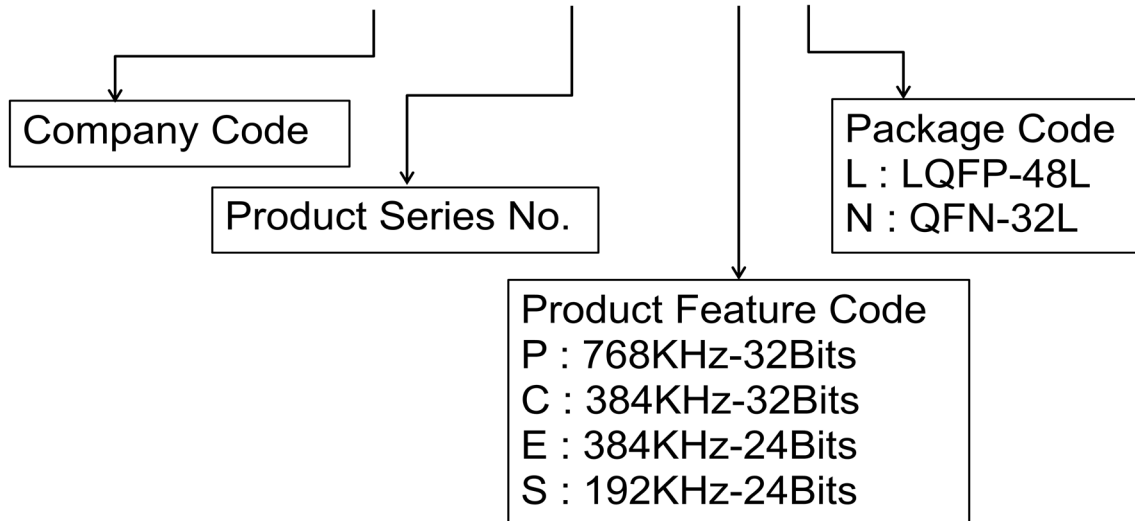 Company Code
Product Series No.
Package Code
L : LQFP-48L
N : QFN-32L
Product Feature Code
P : 768KHz-32Bits
C : 384KHz-32Bits
E : 384KHz-24Bits
S : 192KHz-24Bits